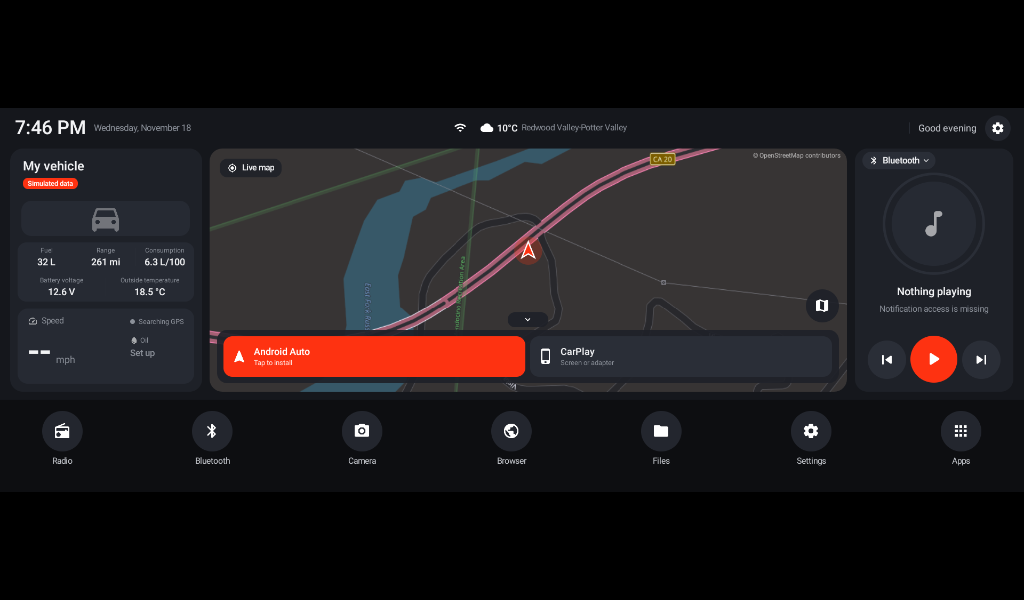 7:46 PM Wednesday, November 18
10°C Redwood Valley-Potter Valley
Good evening
My vehicle
Simulated data
Fue Range Consumption
32 L 261 mi 6.3 L/100
Battery voltage Outside temperature
12.6 V 18.5 °C
Speed Searching GPS
-- mph
Oil
Set up
Live map
CA 20
© OpenStreetMap contributors
Android Auto
Tap to install
CarPlay
Screen or adapter
Bluetooth
Nothing playing
Notification access is missing
Radio Bluetooth Camera Browser Files Settings Apps